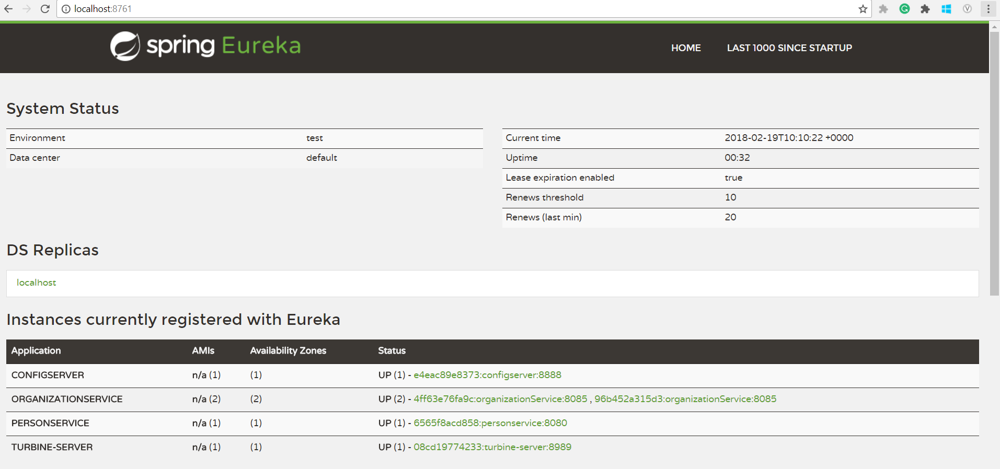 localhost:8761
spring Eureka
HOME LAST 1000 SINCE STARTUP
System Status
Environment test
Data center default
Current time 2018-02-19T10:10:22 +0000
Uptime 00:32
Lease expiration enabled true
Renews threshold 10
Renews (last min) 20
DS Replicas
localhost
Instances currently registered with Eureka
Application AMIs Availability Zones Status
CONFIGSERVER n/a (1) (1) UP (1) - e4eac89e8373:configserver:8888
ORGANIZATIONSERVICE n/a (2) (2) UP (2) - 4ff63e76fa9c:organizationService:8085 , 96b452a315d3:organizationService:8085
PERSONSERVICE n/a (1) (1) UP (1) - 6565f8acd858:personservice:8080
TURBINE-SERVER n/a (1) (1) UP (1) - 08cd19774233:turbine-server:8989